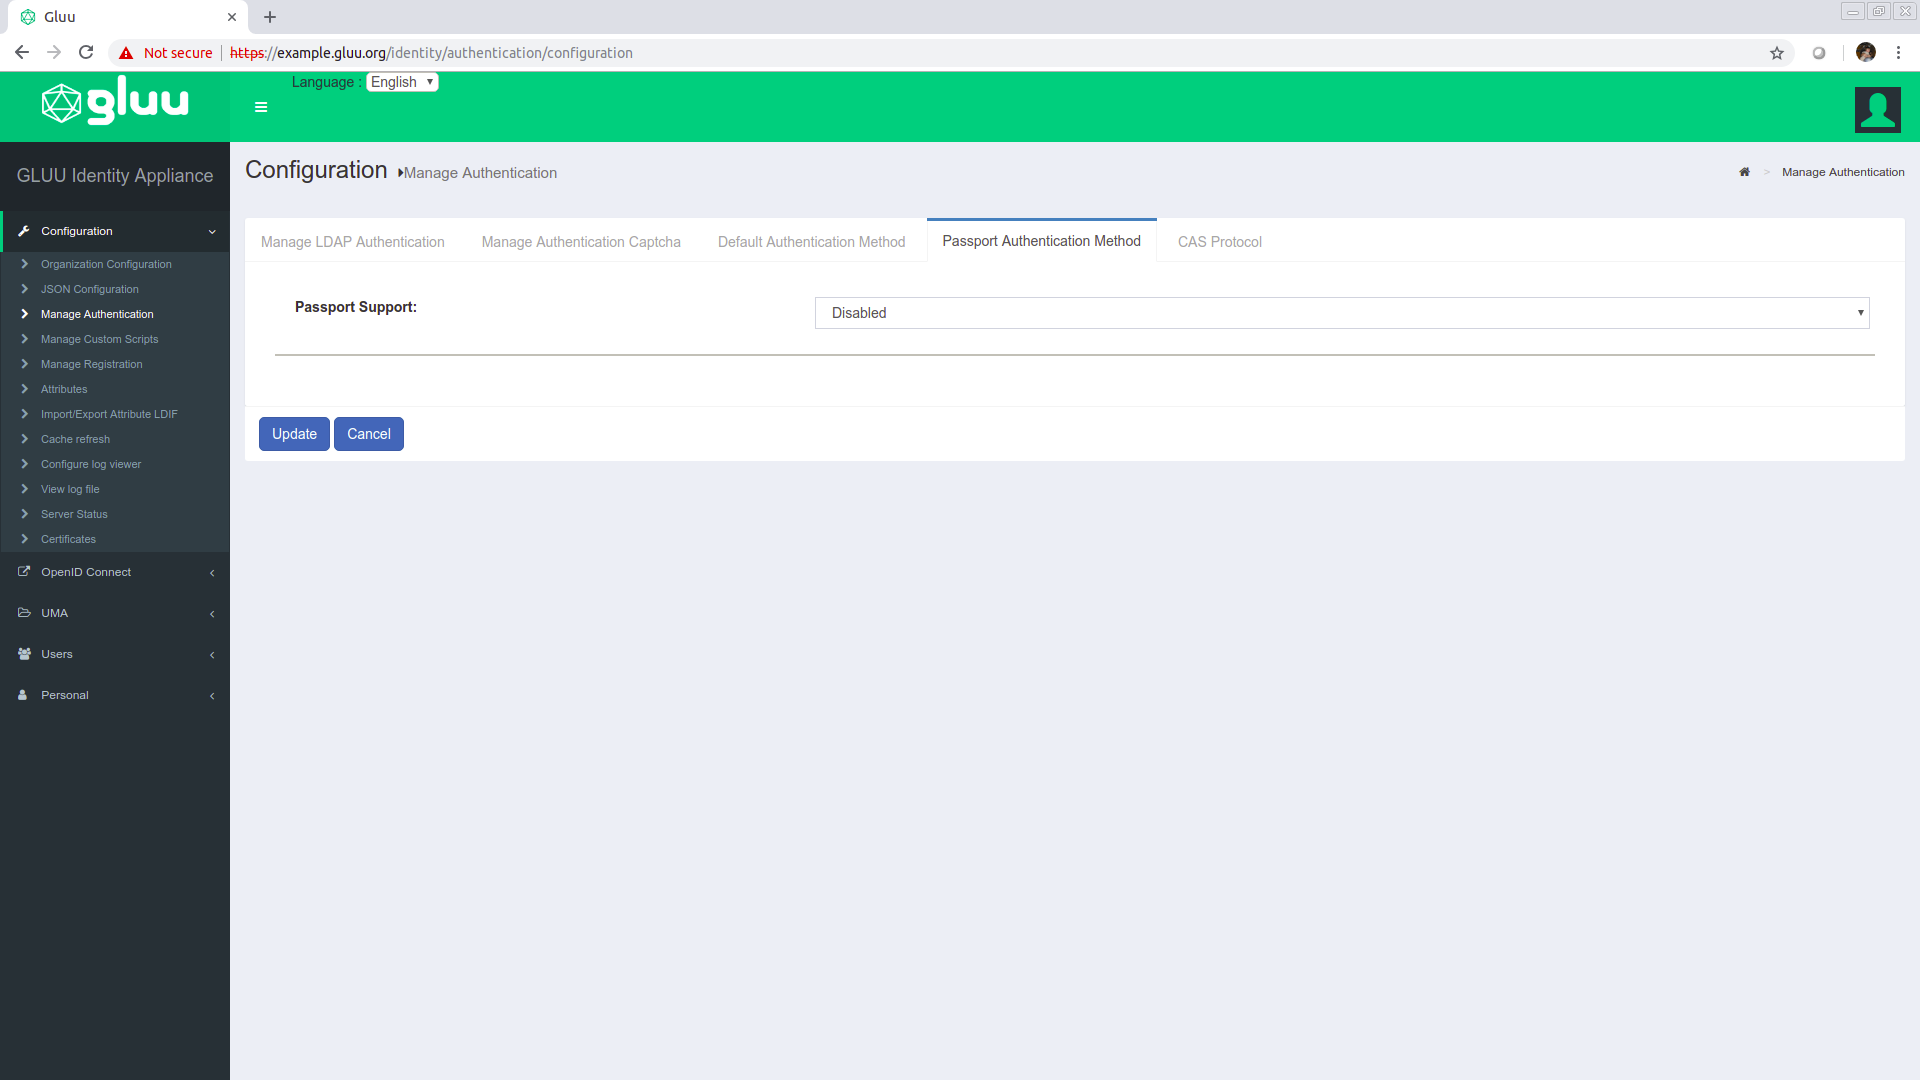 Gluu
Not secure https://example.gluu.org/identity/authentication/configuration
gluu
Language : English
GLUU Identity Appliance
Configuration Manage Authentication
> Manage Authentication
Configuration
Organization Configuration
JSON Configuration
Manage Authentication
Manage Custom Scripts
Manage Registration
Attributes
Import/Export Attribute LDIF
Cache refresh
Configure log viewer
View log file
Server Status
Certificates
OpenID Connect
UMA
Users
Personal
Manage LDAP Authentication Manage Authentication Captcha Default Authentication Method Passport Authentication Method CAS Protocol
Passport Support: Disabled
Update Cancel